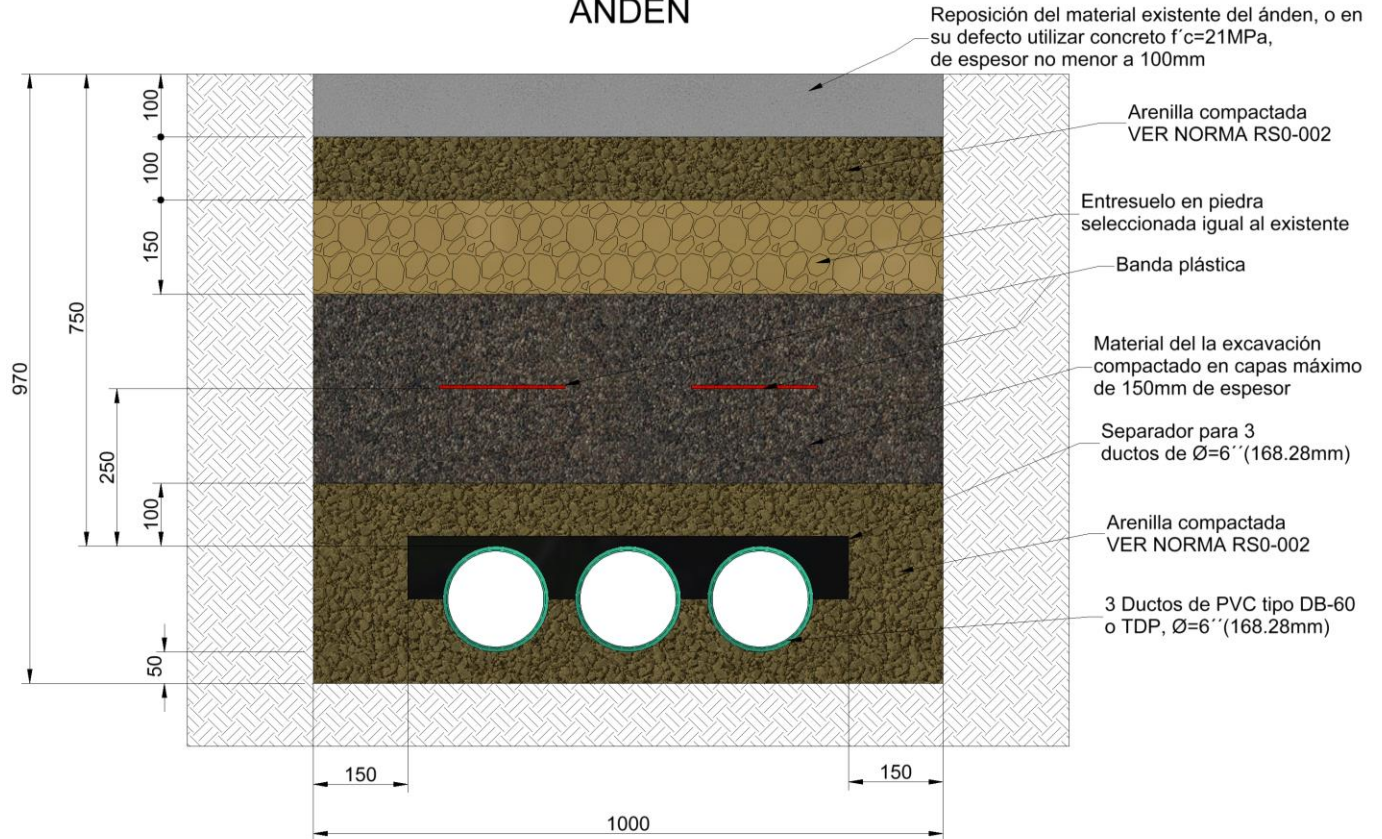 ANDÉN
Reposición del material existente del ánden, o en
su defecto utilizar concreto f´c=21MPa,
de espesor no menor a 100mm
Arenilla compactada
VER NORMA RS0-002
Entresuelo en piedra
seleccionada igual al existente
Banda plástica
Material del la excavación
compactado en capas máximo
de 150mm de espesor
Separador para 3
ductos de Ø=6´´(168.28mm)
Arenilla compactada
VER NORMA RS0-002
3 Ductos de PVC tipo DB-60
o TDP, Ø=6´´(168.28mm)
970
750
250
100
100
150
100
50
150
150
1000